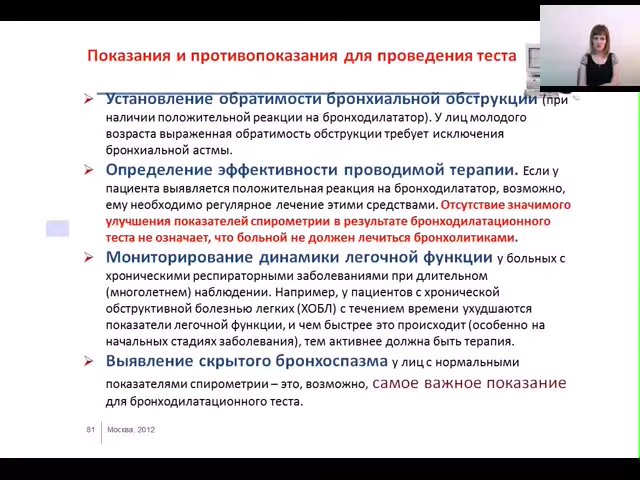 Показания и противопоказания для проведения теста
Установление обратимости бронхиальной обструкции (при
наличии положительной реакции на бронходилататор). У лиц молодого
возраста выраженная обратимость обструкции требует исключения
бронхиальной астмы.
Определение эффективности проводимой терапии. Если у
пациента выявляется положительная реакция на бронходилататор, возможно,
ему необходимо регулярное лечение этими средствами. Отсутствие значимого
улучшения показателей спирометрии в результате бронходилатационного
теста не означает, что больной не должен лечиться бронхолитиками.
Мониторирование динамики легочной функции у больных с
хроническими респираторными заболеваниями при длительном
(многолетнем) наблюдении. Например, у пациентов с хронической
обструктивной болезнью легких (ХОБЛ) с течением времени ухудшаются
показатели легочной функции, и чем быстрее это происходит (особенно на
начальных стадиях заболевания), тем активнее должна быть терапия.
Выявление скрытого бронхоспазма у лиц с нормальными
показателями спирометрии – это, возможно, самое важное показание
для бронходилатационного теста.
81 Москва, 2012